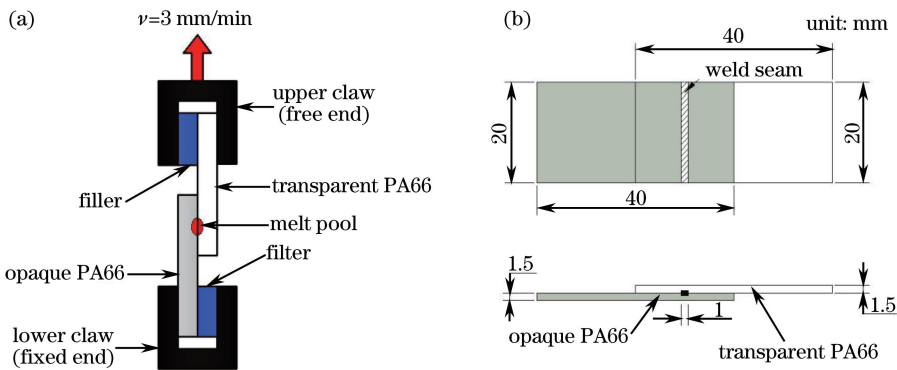 (a)
ν=3 mm/min
upper claw
(free end)
transparent PA66
filler
melt pool
filter
opaque PA66
lower claw
(fixed end)
(b)
unit: mm
40
weld seam
20
20
40
1.5
1.5
1
opaque PA66
transparent PA66